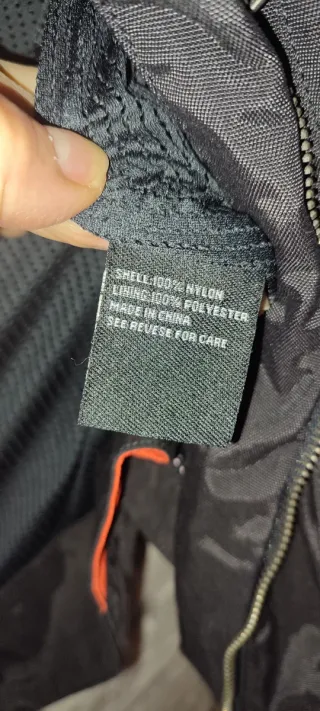 SHELL:100% NYLON
LINING:100% POLYESTER
MADE IN CHINA
SEE REVESE FOR CARE